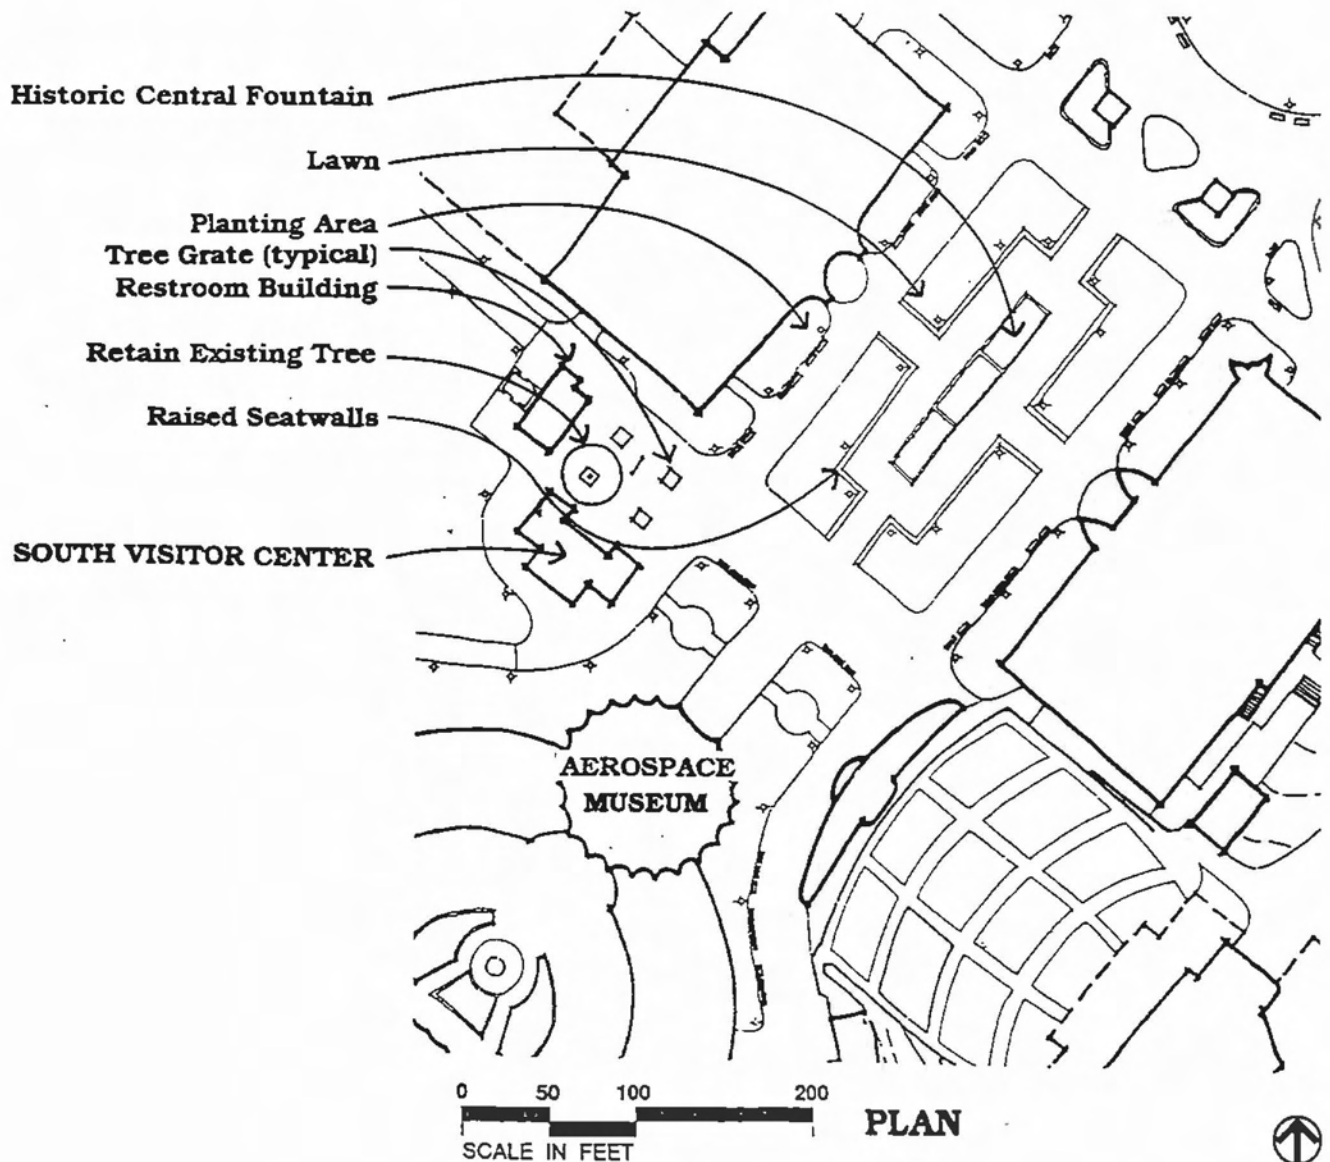 Historic Central Fountain
Lawn
Planting Area
Tree Grate (typical)
Restroom Building
Retain Existing Tree
Raised Seatwalls
SOUTH VISITOR CENTER
AEROSPACE
MUSEUM
0 50 100 200
SCALE IN FEET
PLAN